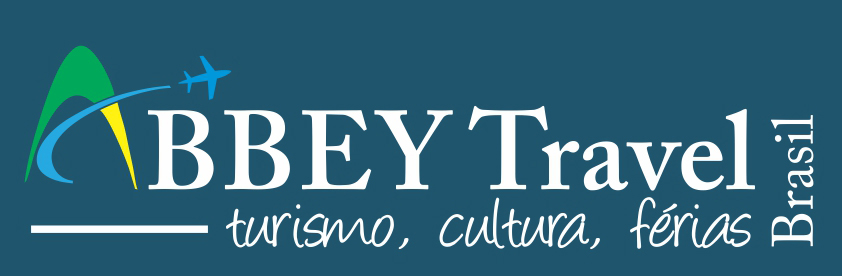 ABBEY Travel
Brasil
turismo, cultura, férias